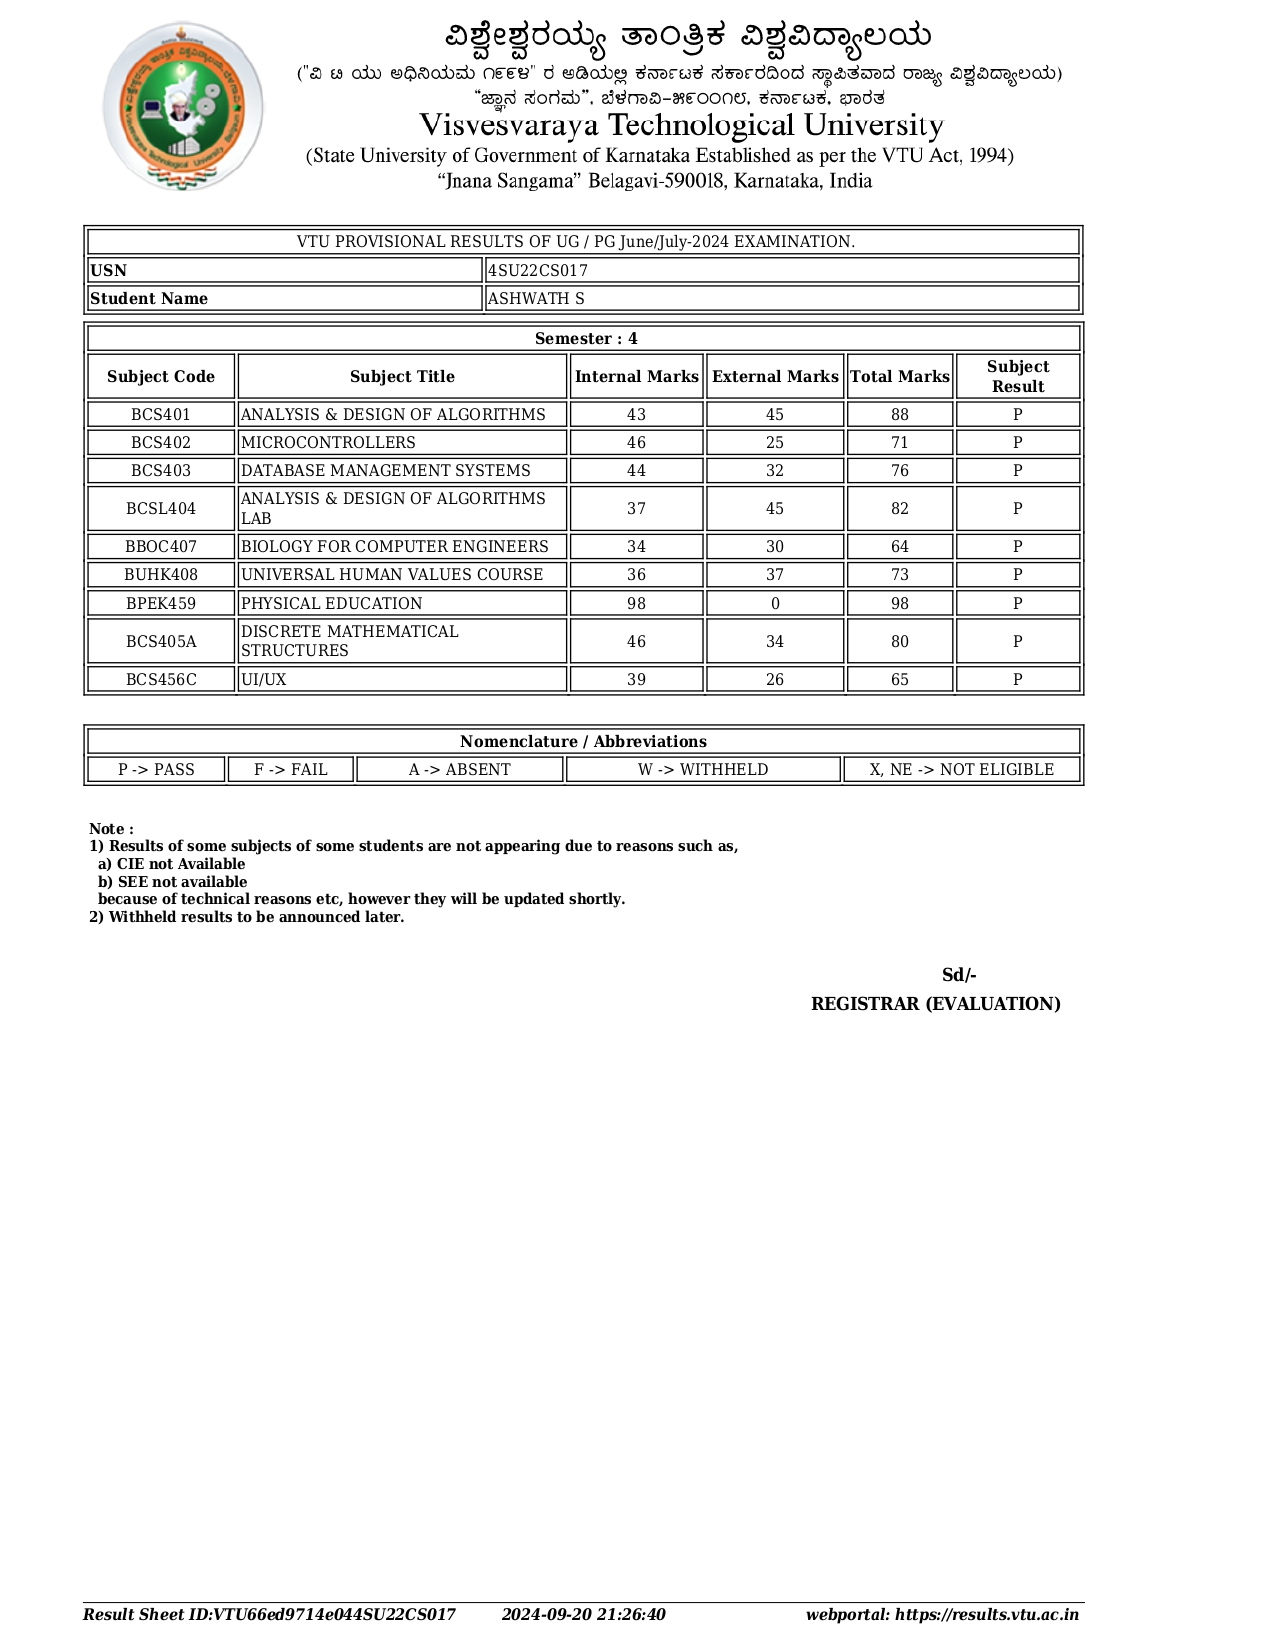 ವಿಶ್ವೇಶ್ವರಯ್ಯ ತಾಂತ್ರಿಕ ವಿಶ್ವವಿದ್ಯಾಲಯ
("ವಿ ಟಿ ಯು ಅಧಿನಿಯಮ ೧೯೯೪" ರ ಅಡಿಯಲ್ಲಿ ಕರ್ನಾಟಕ ಸರ್ಕಾರದಿಂದ ಸ್ಥಾಪಿತವಾದ ರಾಜ್ಯ ವಿಶ್ವವಿದ್ಯಾಲಯ)
“ಜ್ಞಾನ ಸಂಗಮ”, ಬೆಳಗಾವಿ–೫೯೦೦೧೮, ಕರ್ನಾಟಕ, ಭಾರತ
Visvesvaraya Technological University
(State University of Government of Karnataka Established as per the VTU Act, 1994)
“Jnana Sangama” Belagavi-590018, Karnataka, India
VTU PROVISIONAL RESULTS OF UG / PG June/July-2024 EXAMINATION.
USN 4SU22CS017
Student Name ASHWATH S
Semester : 4
Subject Code Subject Title Internal Marks External Marks Total Marks Subject Result
BCS401 ANALYSIS & DESIGN OF ALGORITHMS 43 45 88 P
BCS402 MICROCONTROLLERS 46 25 71 P
BCS403 DATABASE MANAGEMENT SYSTEMS 44 32 76 P
BCSL404 ANALYSIS & DESIGN OF ALGORITHMS LAB 37 45 82 P
BBOC407 BIOLOGY FOR COMPUTER ENGINEERS 34 30 64 P
BUHK408 UNIVERSAL HUMAN VALUES COURSE 36 37 73 P
BPEK459 PHYSICAL EDUCATION 98 0 98 P
BCS405A DISCRETE MATHEMATICAL STRUCTURES 46 34 80 P
BCS456C UI/UX 39 26 65 P
Nomenclature / Abbreviations
P -> PASS F -> FAIL A -> ABSENT W -> WITHHELD X, NE -> NOT ELIGIBLE
Note :
1) Results of some subjects of some students are not appearing due to reasons such as,
a) CIE not Available
b) SEE not available
because of technical reasons etc, however they will be updated shortly.
2) Withheld results to be announced later.
Sd/-
REGISTRAR (EVALUATION)
Result Sheet ID:VTU66ed9714e044SU22CS017 2024-09-20 21:26:40 webportal: https://results.vtu.ac.in